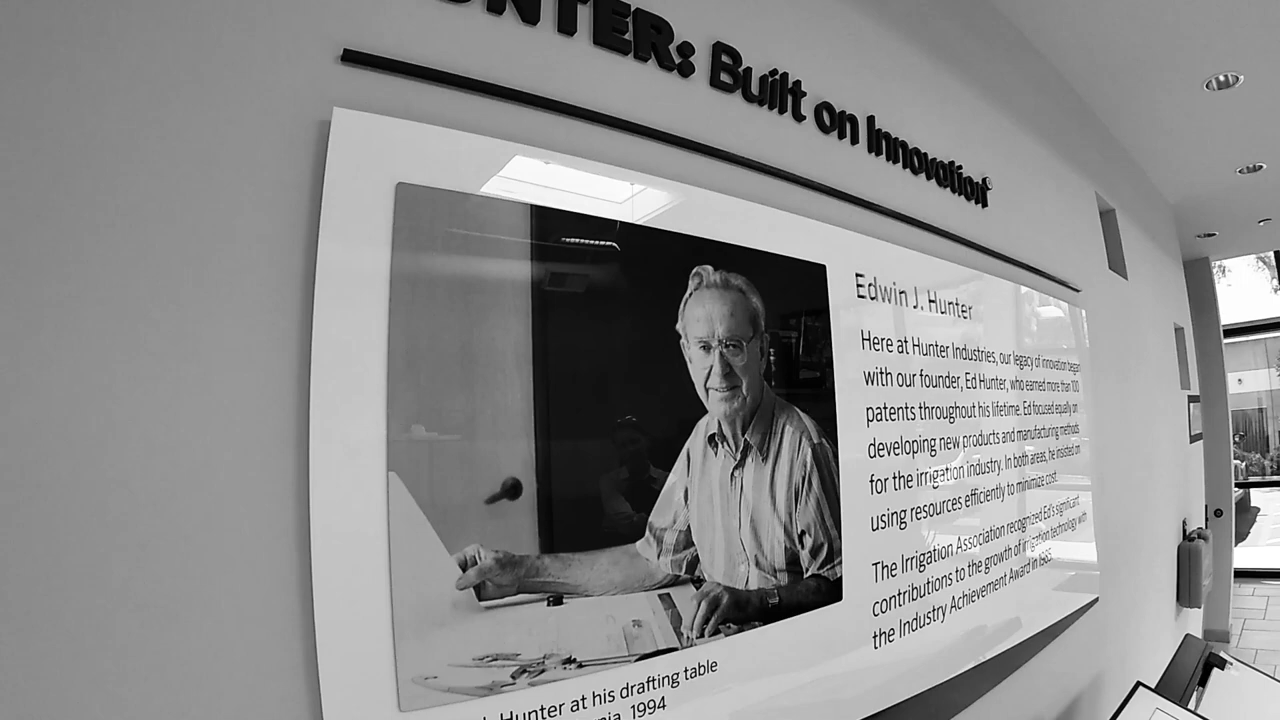 NTER: Built on Innovation®
Edwin J. Hunter
Here at Hunter Industries, our legacy of innovation began
with our founder, Ed Hunter, who earned more than 100
patents throughout his lifetime. Ed focused equally on
developing new products and manufacturing methods
for the irrigation industry. In both areas, he insisted on
using resources efficiently to minimize cost.
The Irrigation Association recognized Ed's significant
contributions to the growth of irrigation technology with
the Industry Achievement Award in 1985.
Hunter at his drafting table
1994